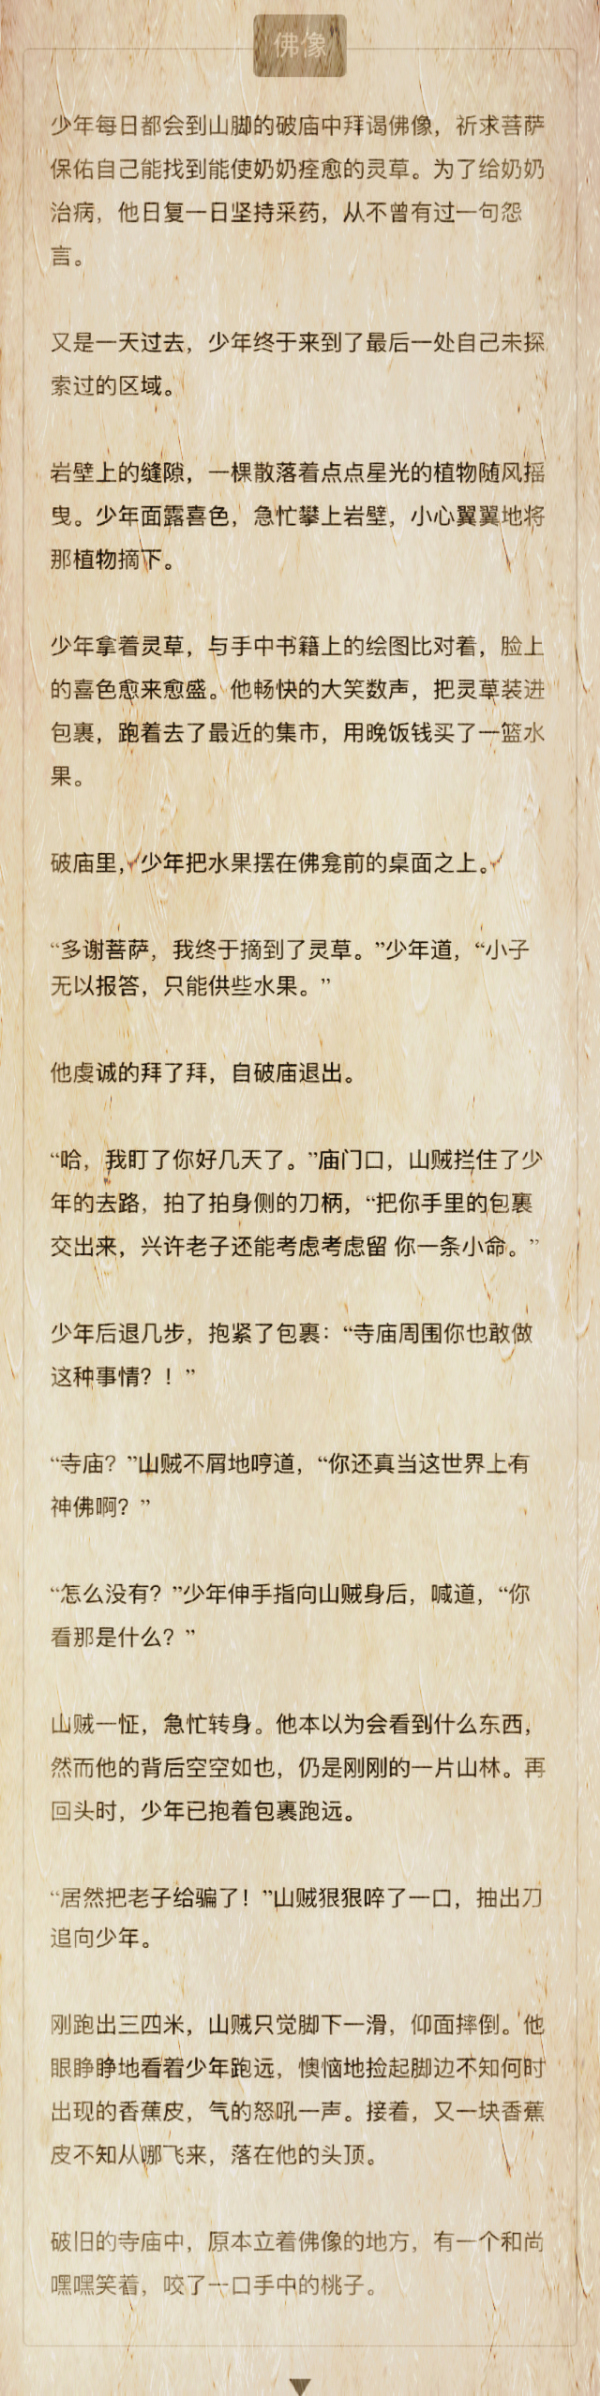 佛像
少年每日都会到山脚的破庙中拜谒佛像，祈求菩萨
保佑自己能找到能使奶奶痊愈的灵草。为了给奶奶
治病，他日复一日坚持采药，从不曾有过一句怨
言。
又是一天过去，少年终于来到了最后一处自己未探
索过的区域。
岩壁上的缝隙，一棵散落着点点星光的植物随风摇
曳。少年面露喜色，急忙攀上岩壁，小心翼翼地将
那植物摘下。
少年拿着灵草，与手中书籍上的绘图比对着，脸上
的喜色愈来愈盛。他畅快的大笑数声，把灵草装进
包裹，跑着去了最近的集市，用晚饭钱买了一篮水
果。
破庙里，少年把水果摆在佛龛前的桌面之上。
“多谢菩萨，我终于摘到了灵草。”少年道，“小子
无以报答，只能供些水果。”
他虔诚的拜了拜，自破庙退出。
“哈，我盯了你好几天了。”庙门口，山贼拦住了少
年的去路，拍了拍身侧的刀柄，“把你手里的包裹
交出来，兴许老子还能考虑考虑留 你一条小命。”
少年后退几步，抱紧了包裹：“寺庙周围你也敢做
这种事情？！”
“寺庙？”山贼不屑地哼道，“你还真当这世界上有
神佛啊？”
“怎么没有？”少年伸手指向山贼身后，喊道，“你
看那是什么？”
山贼一怔，急忙转身。他本以为会看到什么东西，
然而他的背后空空如也，仍是刚刚的一片山林。再
回头时，少年已抱着包裹跑远。
“居然把老子给骗了！”山贼狠狠啐了一口，抽出刀
追向少年。
刚跑出三四米，山贼只觉脚下一滑，仰面摔倒。他
眼睁睁地看着少年跑远，懊恼地捡起脚边不知何时
出现的香蕉皮，气的怒吼一声。接着，又一块香蕉
皮不知从哪飞来，落在他的头顶。
破旧的寺庙中，原本立着佛像的地方，有一个和尚
嘿嘿笑着，咬了一口手中的桃子。